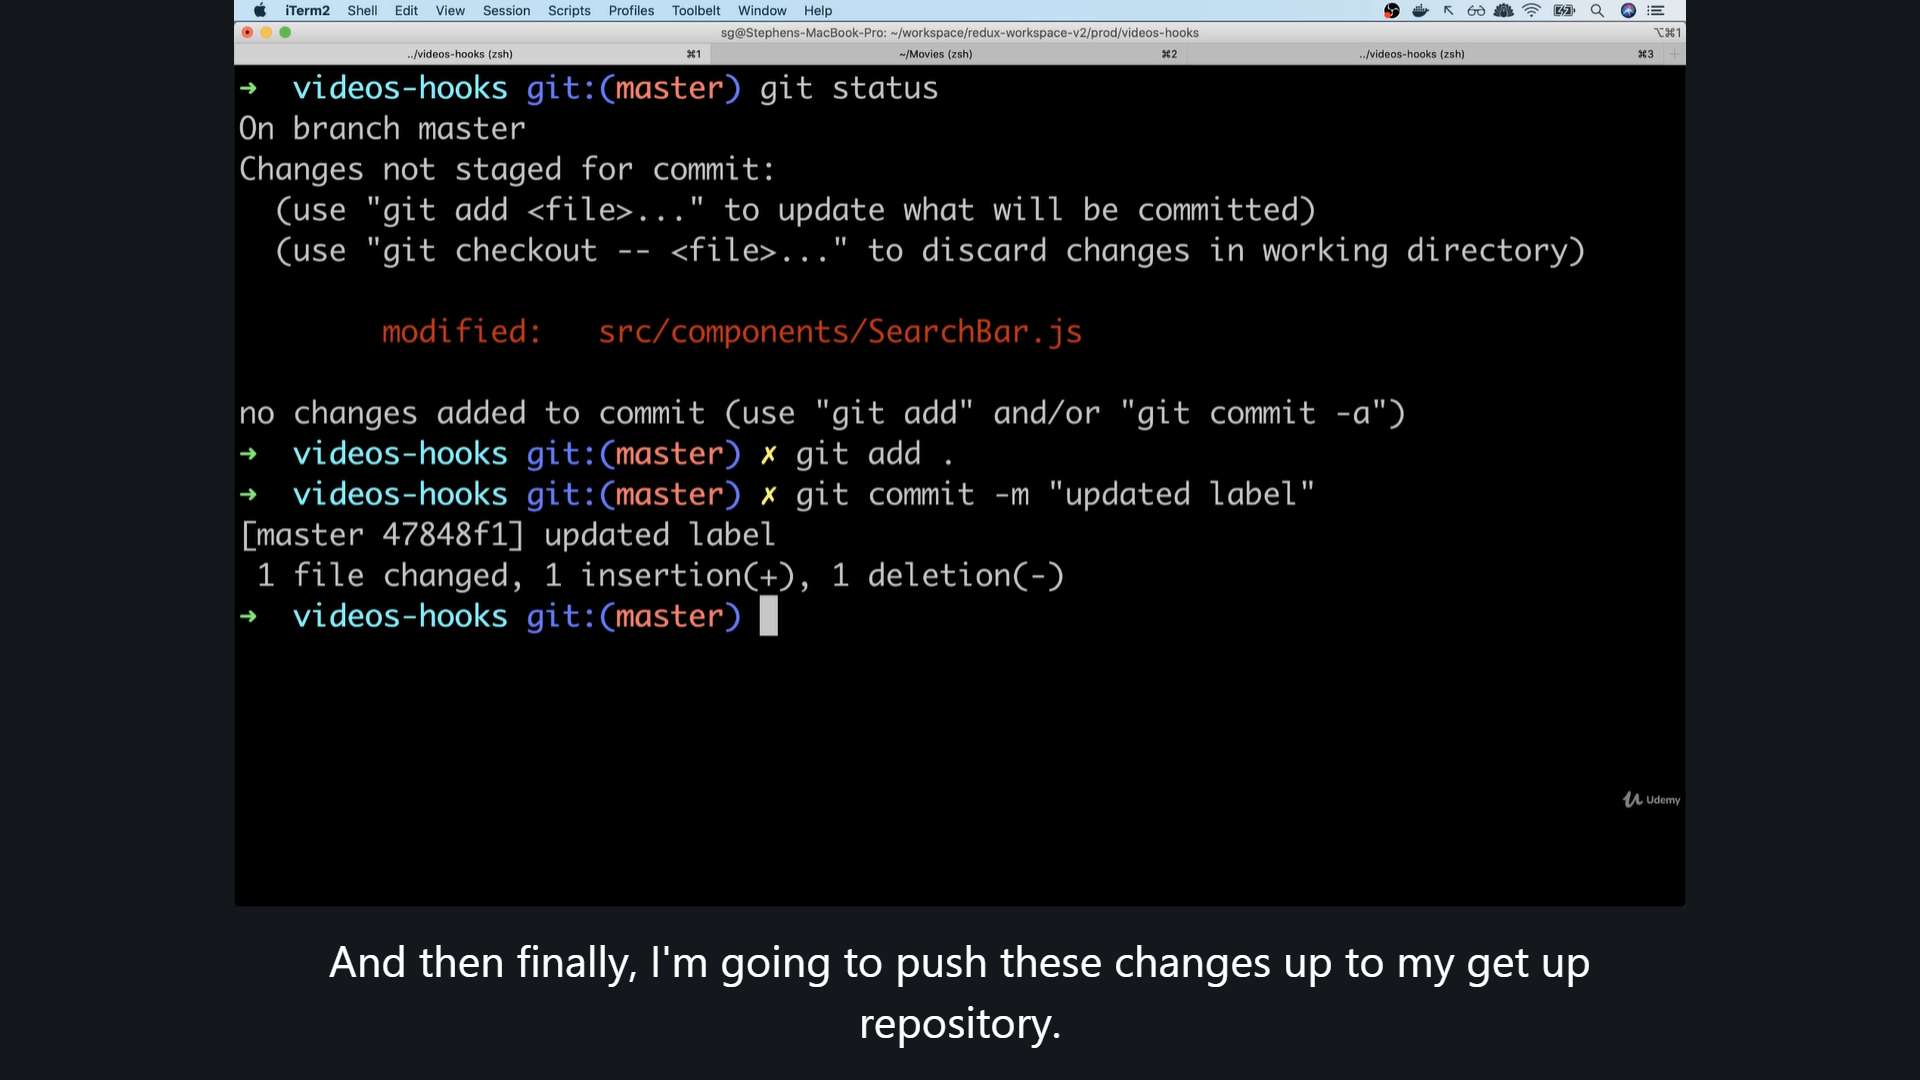 iTerm2 Shell Edit View Session Scripts Profiles Toolbelt Window Help
sg@Stephens-MacBook-Pro: ~/workspace/redux-workspace-v2/prod/videos-hooks ⌥⌘1
../videos-hooks (zsh) ⌘1 ~/Movies (zsh) ⌘2 ../videos-hooks (zsh) ⌘3
→ videos-hooks git:(master) git status
On branch master
Changes not staged for commit:
(use "git add <file>..." to update what will be committed)
(use "git checkout -- <file>..." to discard changes in working directory)
modified: src/components/SearchBar.js
no changes added to commit (use "git add" and/or "git commit -a")
→ videos-hooks git:(master) ✗ git add .
→ videos-hooks git:(master) ✗ git commit -m "updated label"
[master 47848f1] updated label
1 file changed, 1 insertion(+), 1 deletion(-)
→ videos-hooks git:(master)
Udemy
And then finally, I'm going to push these changes up to my get up
repository.